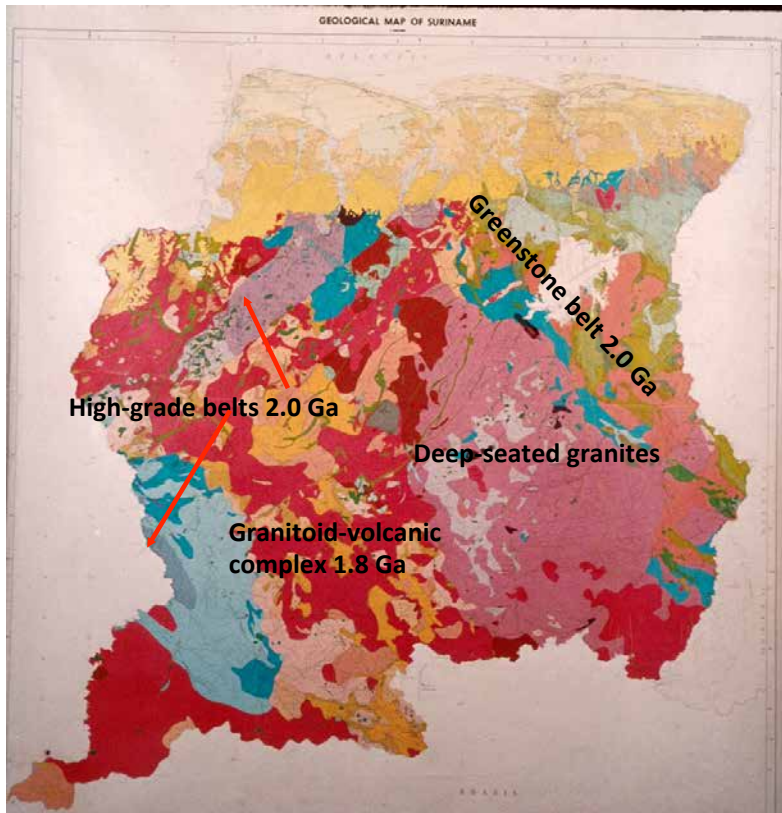 GEOLOGICAL MAP OF SURINAME
Greenstone belt 2.0 Ga
High-grade belts 2.0 Ga
Deep-seated granites
Granitoid-volcanic
complex 1.8 Ga
BRASIL